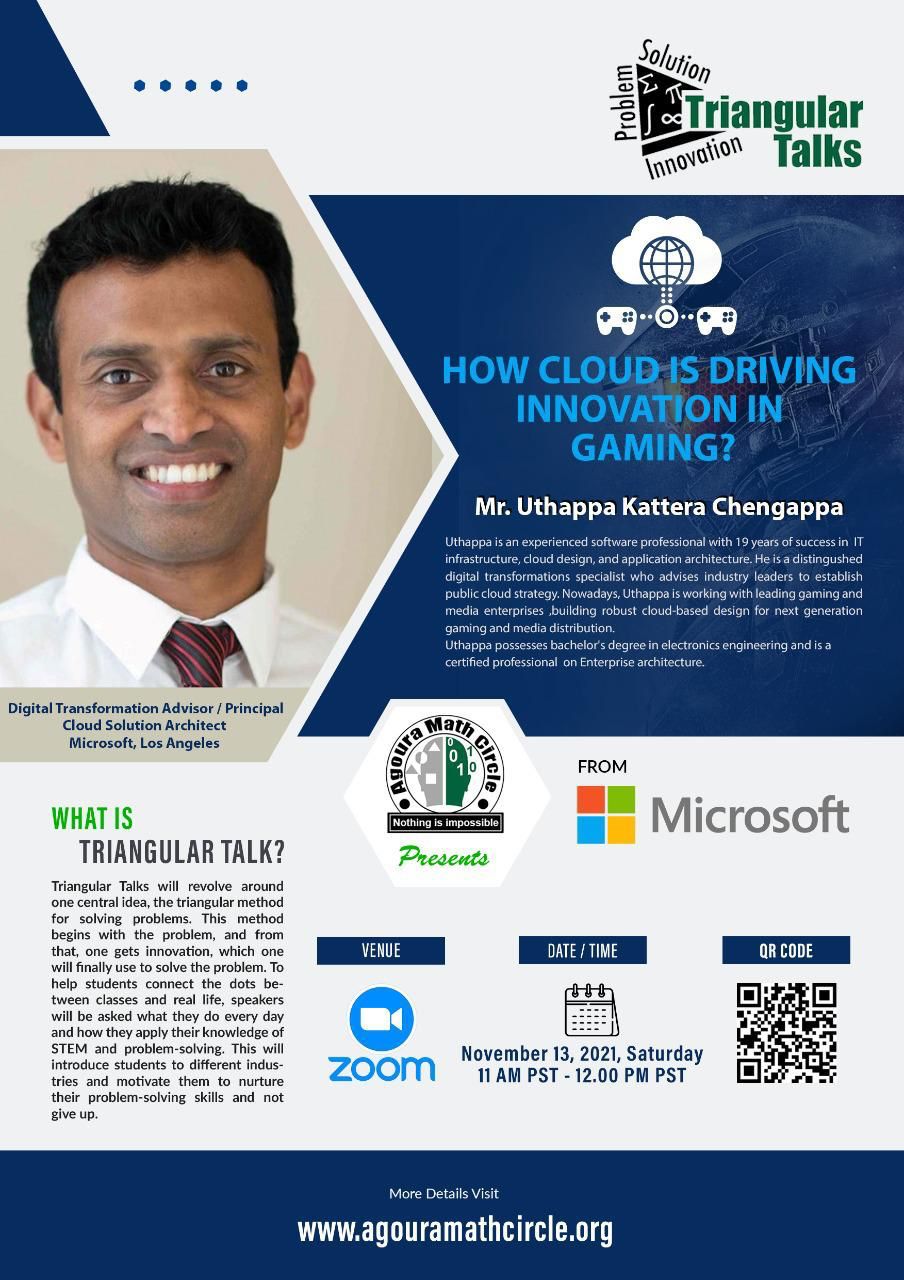 Problem
Solution
Innovation
Σ π
∫ ∞
Triangular
Talks
HOW CLOUD IS DRIVING
INNOVATION IN
GAMING?
Mr. Uthappa Kattera Chengappa
Uthappa is an experienced software professional with 19 years of success in IT
infrastructure, cloud design, and application architecture. He is a distingushed
digital transformations specialist who advises industry leaders to establish
public cloud strategy. Nowadays, Uthappa is working with leading gaming and
media enterprises ,building robust cloud-based design for next generation
gaming and media distribution.
Uthappa possesses bachelor's degree in electronics engineering and is a
certified professional on Enterprise architecture.
Digital Transformation Advisor / Principal
Cloud Solution Architect
Microsoft, Los Angeles
Agoura Math Circle
0 0
0 1
1 0
Nothing is impossible
Presents
FROM
Microsoft
WHAT IS
TRIANGULAR TALK?
Triangular Talks will revolve around
one central idea, the triangular method
for solving problems. This method
begins with the problem, and from
that, one gets innovation, which one
will finally use to solve the problem. To
help students connect the dots be-
tween classes and real life, speakers
will be asked what they do every day
and how they apply their knowledge of
STEM and problem-solving. This will
introduce students to different indus-
tries and motivate them to nurture
their problem-solving skills and not
give up.
VENUE
zoom
DATE / TIME
November 13, 2021, Saturday
11 AM PST - 12.00 PM PST
QR CODE
More Details Visit
www.agouramathcircle.org